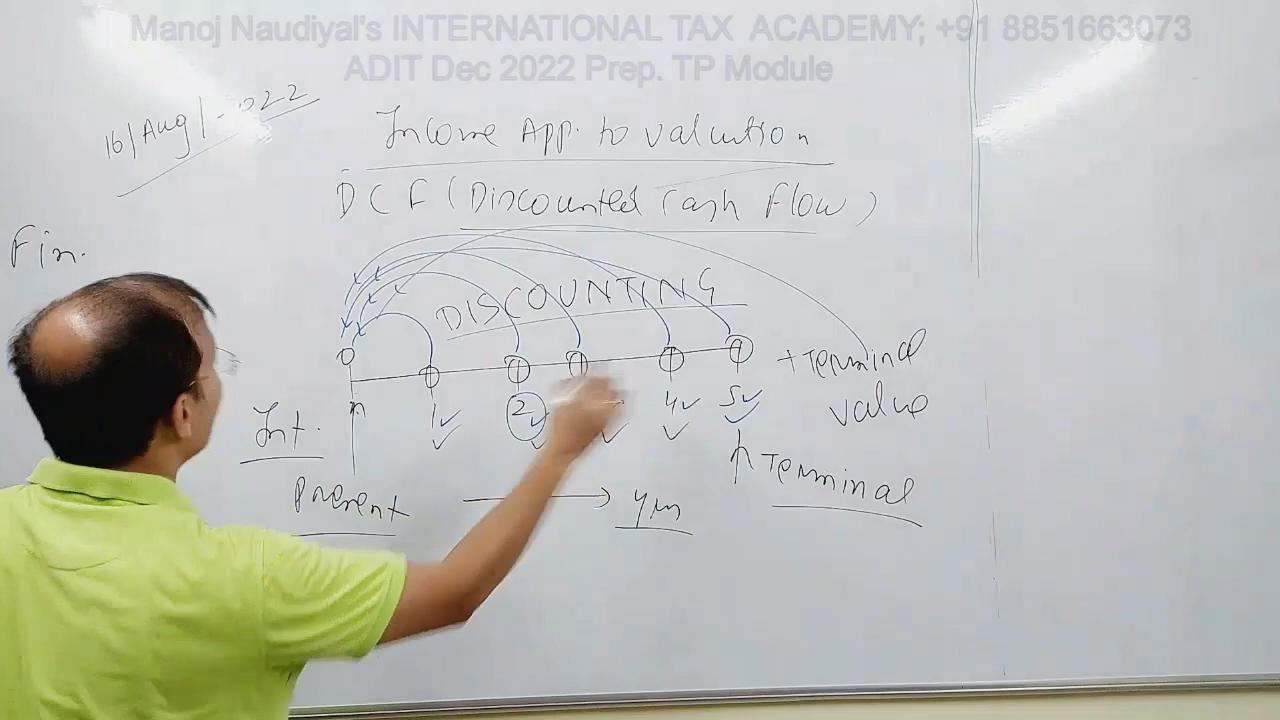 Manoj Naudiyal's INTERNATIONAL TAX ACADEMY; +91 8851663073
ADIT Dec 2022 Prep. TP Module
16/Aug/2022
Income App. to valuation
DCF (Discounted Cash Flow)
Fin.
DISCOUNTING
0
+ Terminal
value
1 2 4 5
Int.
Terminal
Present